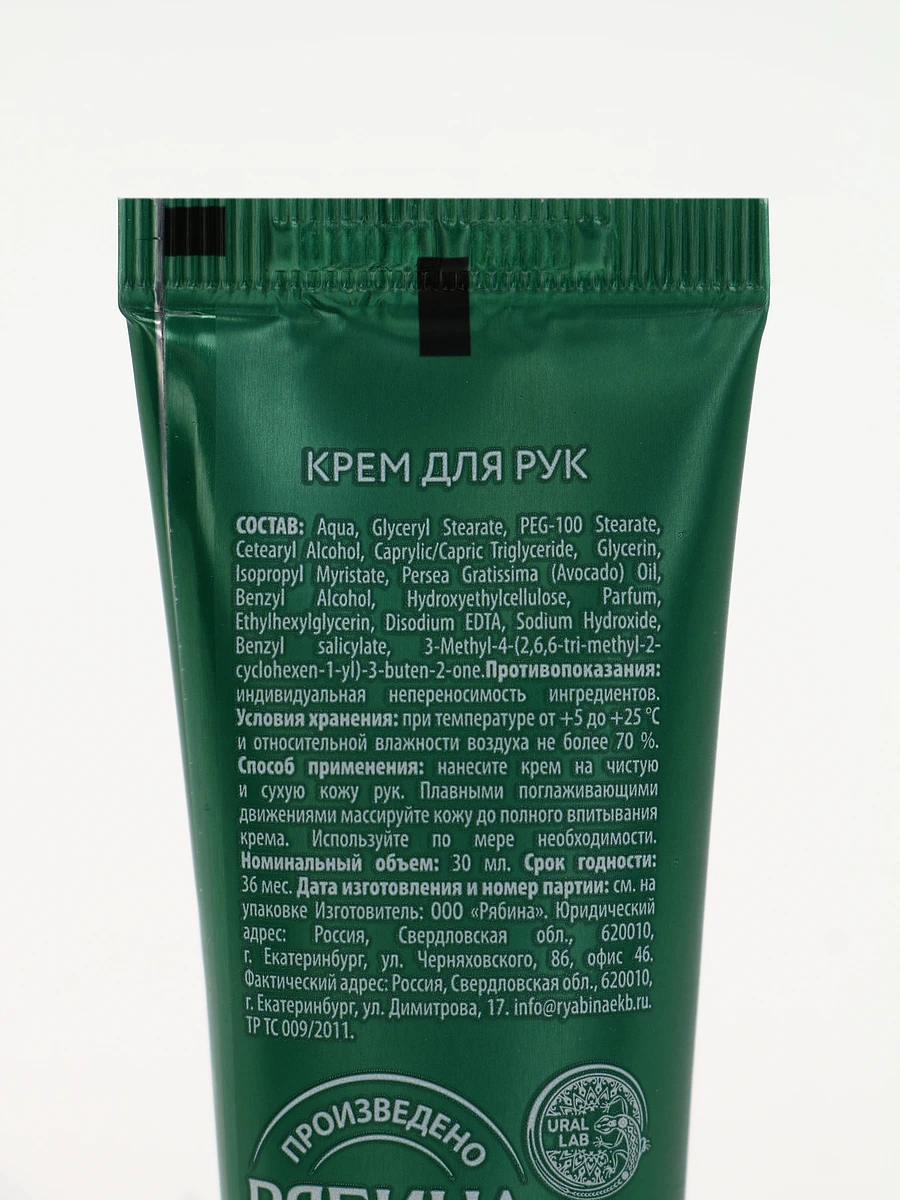 КРЕМ ДЛЯ РУК
СОСТАВ: Aqua, Glyceryl Stearate, PEG-100 Stearate,
Cetearyl Alcohol, Caprylic/Capric Triglyceride, Glycerin,
Isopropyl Myristate, Persea Gratissima (Avocado) Oil,
Benzyl Alcohol, Hydroxyethylcellulose, Parfum,
Ethylhexylglycerin, Disodium EDTA, Sodium Hydroxide,
Benzyl salicylate, 3-Methyl-4-(2,6,6-tri-methyl-2-
cyclohexen-1-yl)-3-buten-2-one.Противопоказания:
индивидуальная непереносимость ингредиентов.
Условия хранения: при температуре от +5 до +25 °C
и относительной влажности воздуха не более 70 %.
Способ применения: нанесите крем на чистую
и сухую кожу рук. Плавными поглаживающими
движениями массируйте кожу до полного впитывания
крема. Используйте по мере необходимости.
Номинальный объем: 30 мл. Срок годности:
36 мес. Дата изготовления и номер партии: см. на
упаковке Изготовитель: ООО «Рябина». Юридический
адрес: Россия, Свердловская обл., 620010,
г. Екатеринбург, ул. Черняховского, 86, офис 46.
Фактический адрес: Россия, Свердловская обл., 620010,
г. Екатеринбург, ул. Димитрова, 17. info@ryabinaekb.ru.
ТР ТС 009/2011.
ПРОИЗВЕДЕНО
РЯБИНА
URAL
LAB